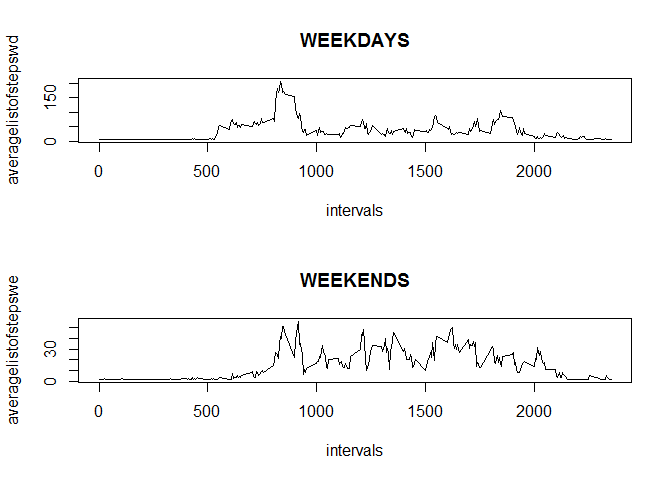 WEEKDAYS
averagelistofstepswd
150
0
0 500 1000 1500 2000
intervals
WEEKENDS
averagelistofstepswe
30
0
0 500 1000 1500 2000
intervals